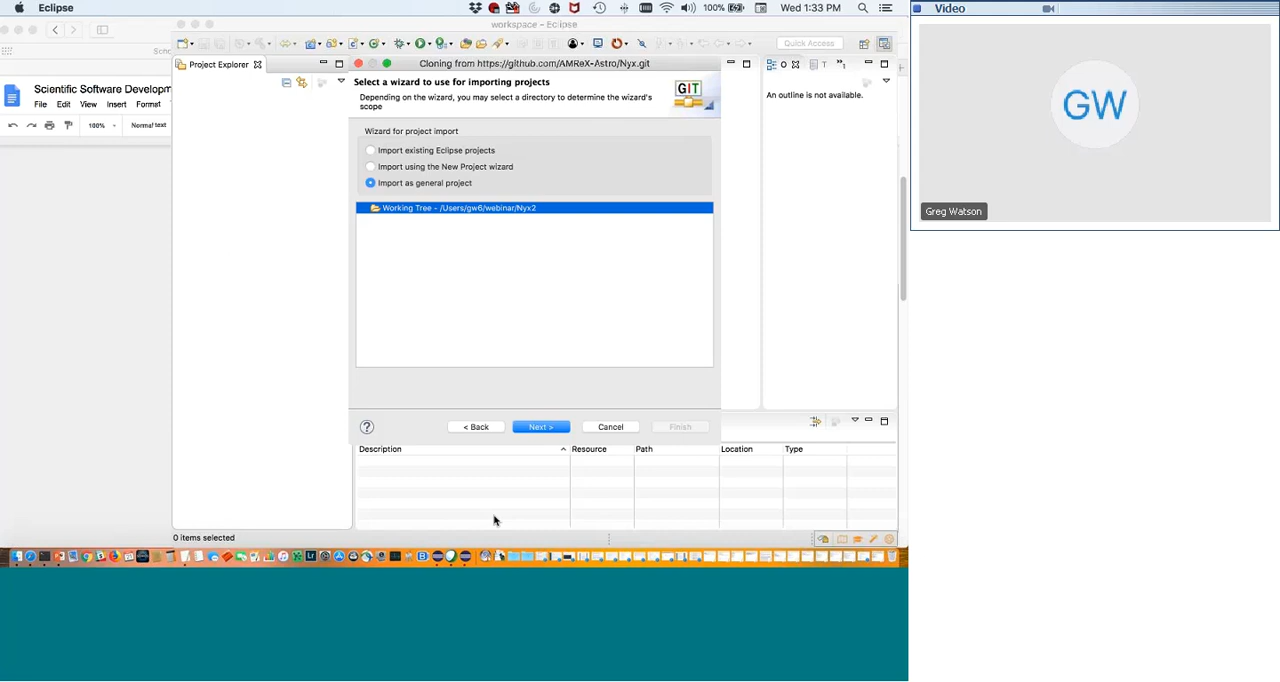 Eclipse
100%
Wed 1:33 PM
Video
workspace - Eclipse
Quick Access
Project Explorer
Cloning from https://github.com/AMReX-Astro/Nyx.git
Select a wizard to use for importing projects
Depending on the wizard, you may select a directory to determine the wizard's
scope
GIT
Wizard for project import
Import existing Eclipse projects
Import using the New Project wizard
Import as general project
Working Tree - /Users/gw6/webinar/Nyx2
O
T
1
An outline is not available.
Scientific Software Developm
File Edit View Insert Format
100%
Normal text
GW
Greg Watson
?
< Back
Next >
Cancel
Finish
Description
Resource
Path
Location
Type
0 items selected